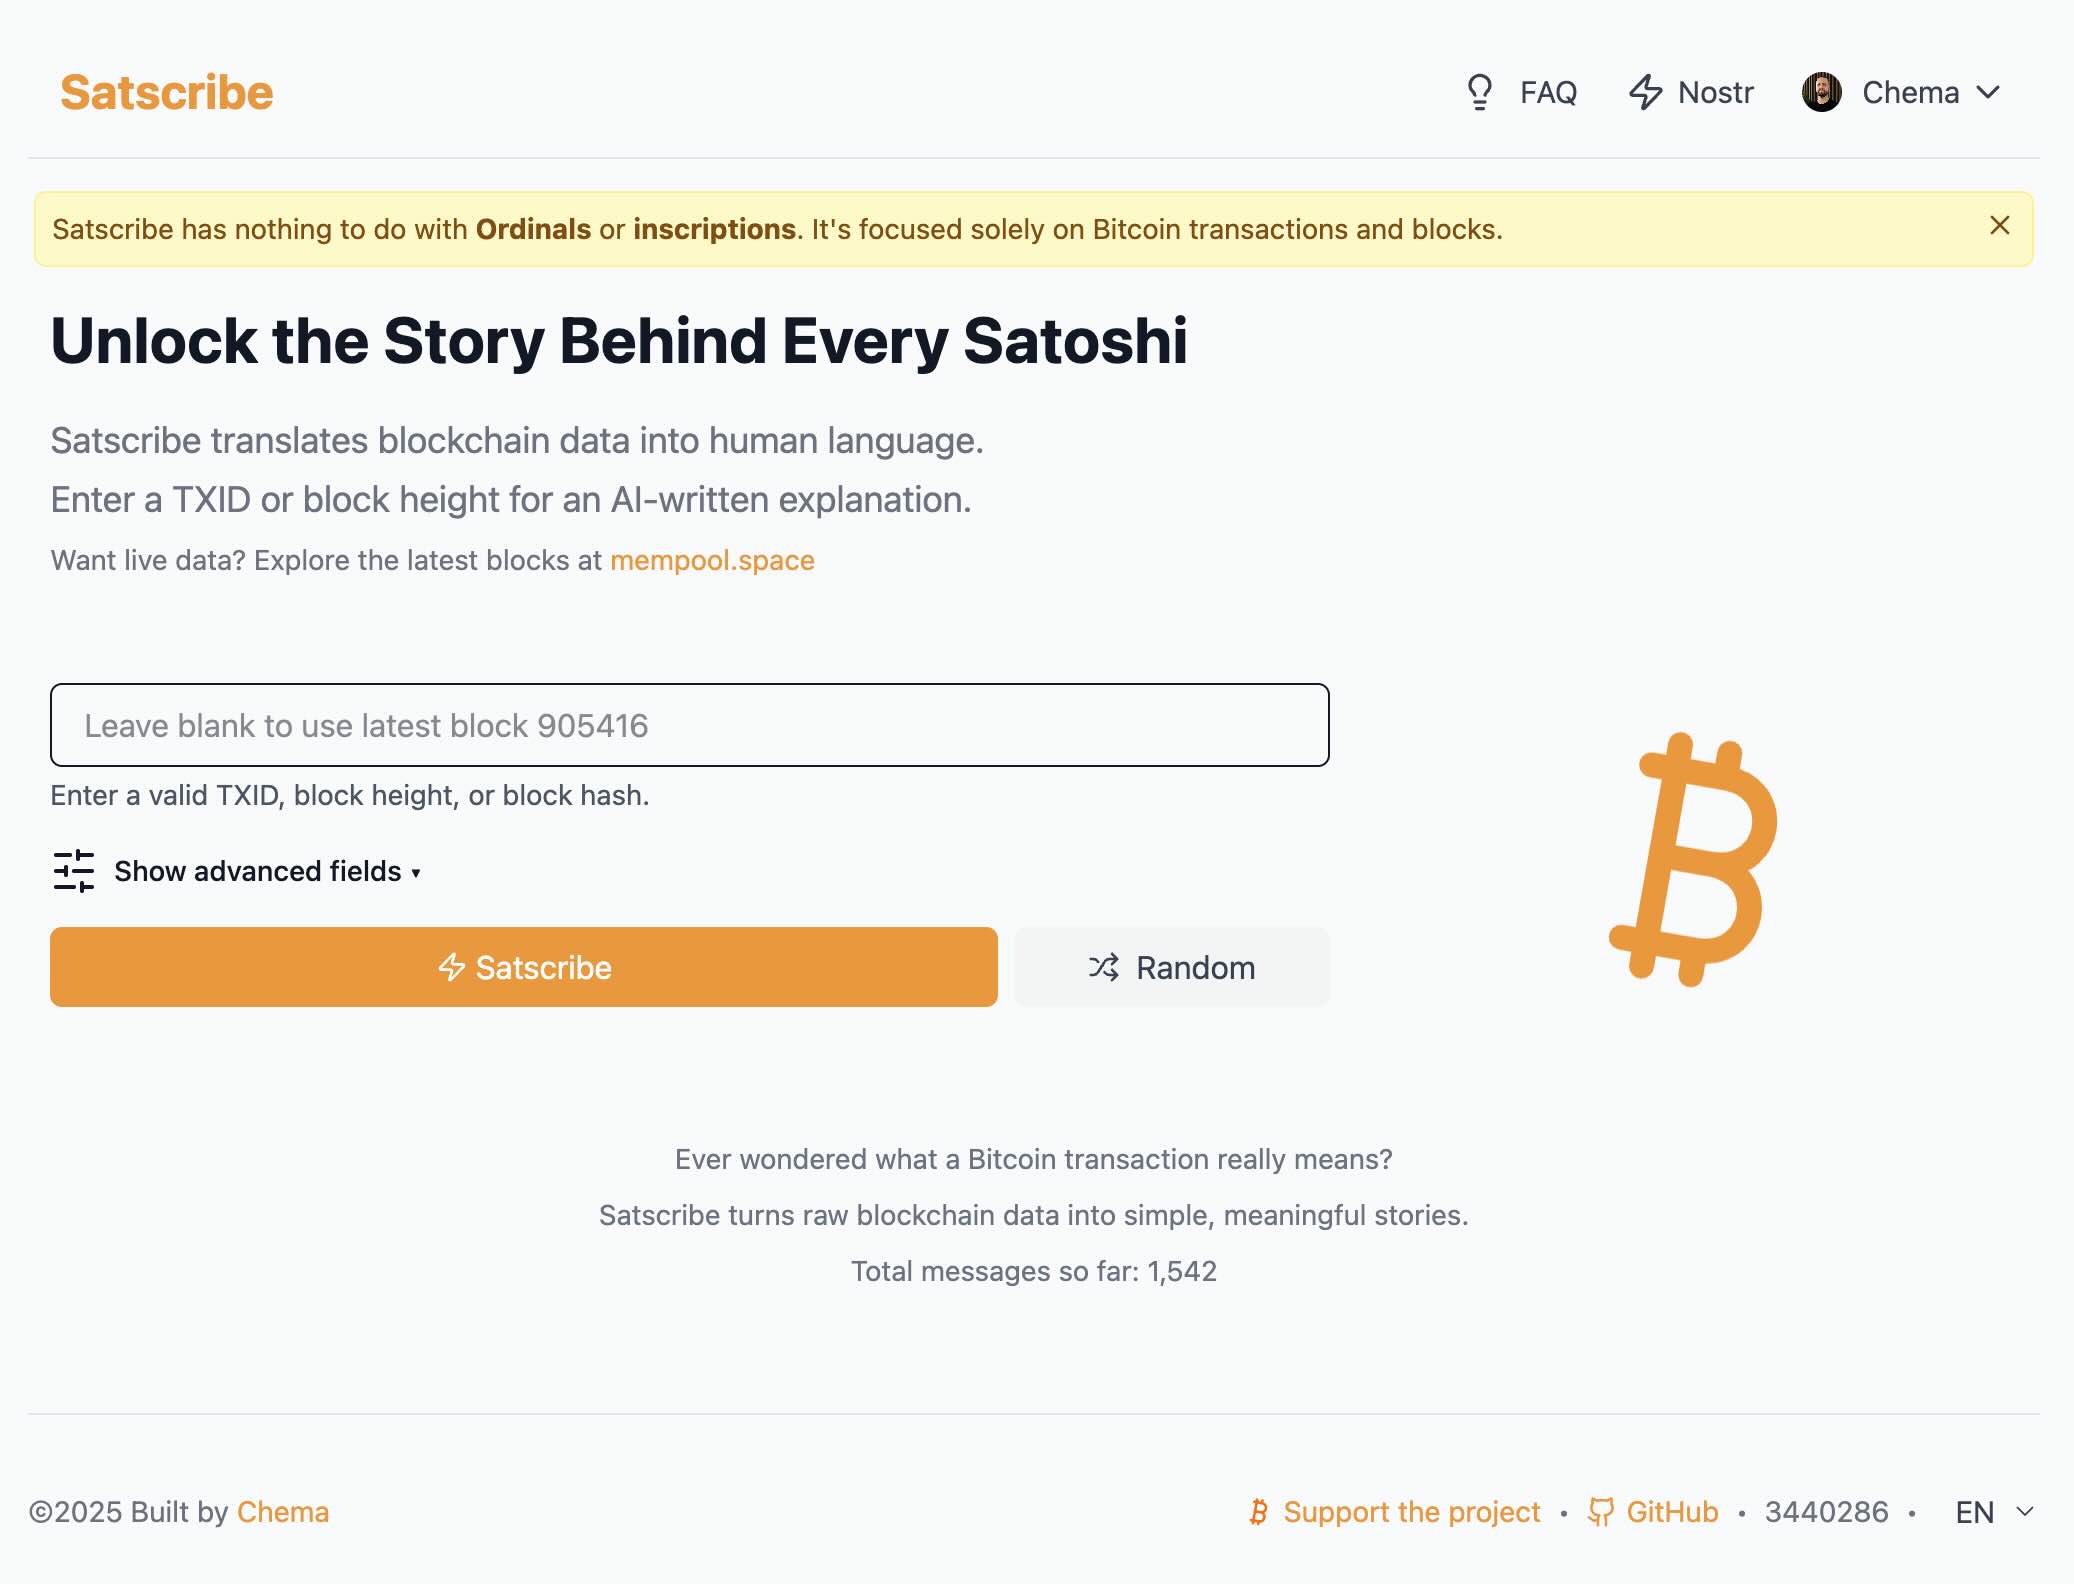 Satscribe
FAQ
Nostr
Chema
Satscribe has nothing to do with Ordinals or inscriptions. It's focused solely on Bitcoin transactions and blocks.
Unlock the Story Behind Every Satoshi
Satscribe translates blockchain data into human language.
Enter a TXID or block height for an AI-written explanation.
Want live data? Explore the latest blocks at mempool.space
Leave blank to use latest block 905416
Enter a valid TXID, block height, or block hash.
Show advanced fields ▾
Satscribe
Random
Ever wondered what a Bitcoin transaction really means?
Satscribe turns raw blockchain data into simple, meaningful stories.
Total messages so far: 1,542
©2025 Built by Chema
Support the project • GitHub • 3440286 • EN